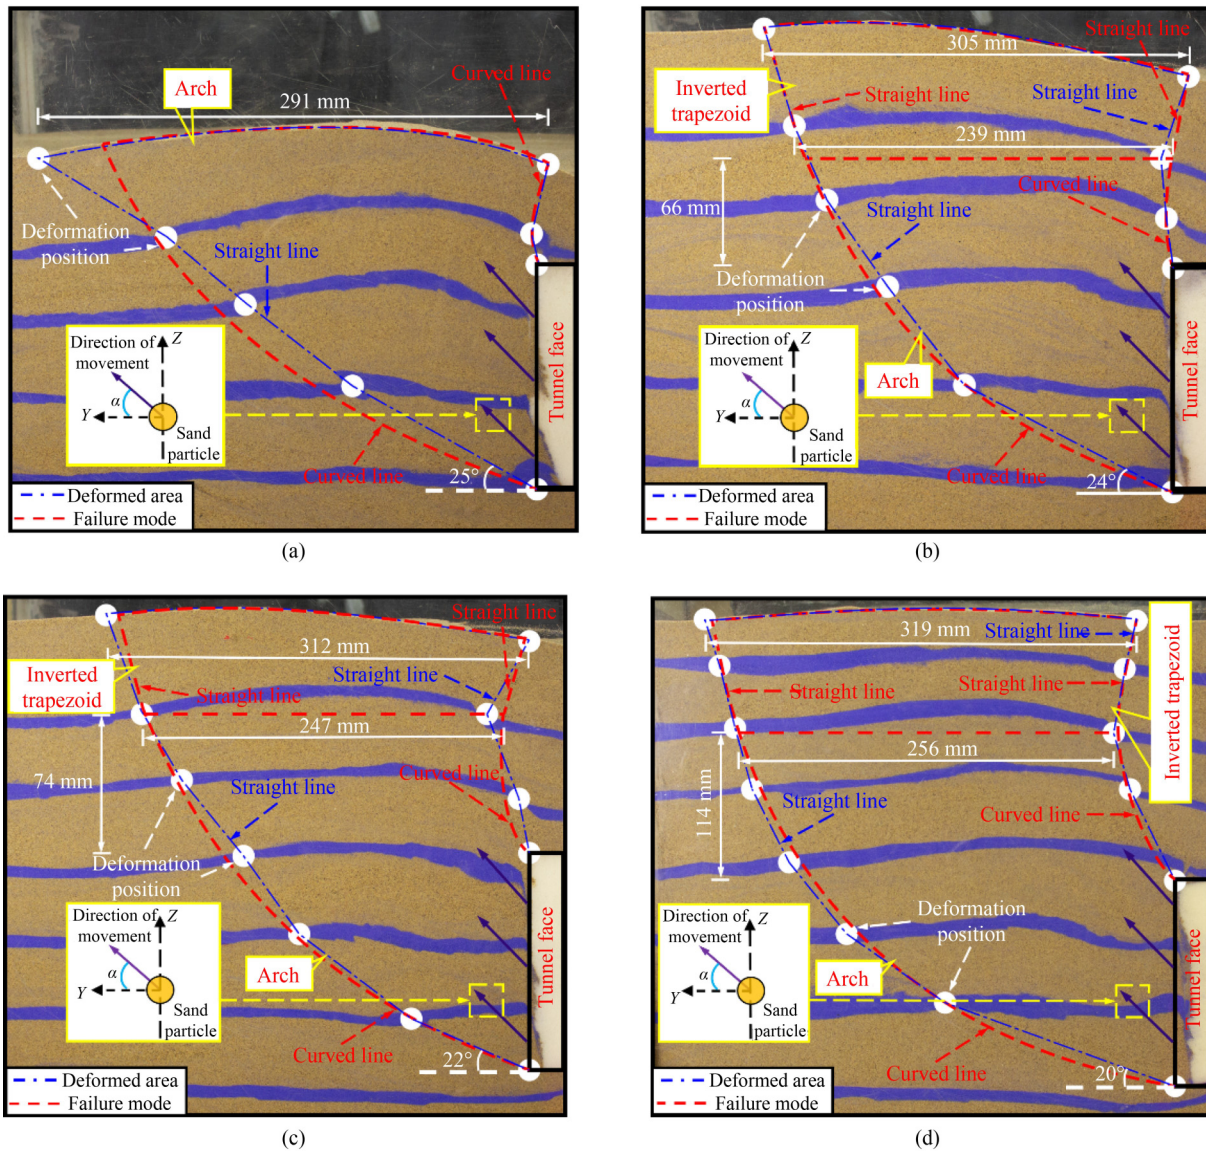 Curved line
Arch
291 mm
Deformation
position
Straight line
Direction of
movement
Z
α
Y
Sand
particle
Tunnel face
Curved line
25°
Deformed area
Failure mode
(a)
Straight line
305 mm
Inverted
trapezoid
Straight line
Straight line
239 mm
Curved line
66 mm
Straight line
Deformation
position
Direction of
movement
Z
α
Y
Sand
particle
Arch
Tunnel face
Curved line
24°
Deformed area
Failure mode
(b)
Straight line
312 mm
Inverted
trapezoid
Straight line
Straight line
247 mm
74 mm
Curved line
Straight line
Deformation
position
Direction of
movement
Z
α
Y
Sand
particle
Arch
Tunnel face
Curved line
22°
Deformed area
Failure mode
(c)
319 mm
Straight line
Straight line
Straight line
Inverted trapezoid
256 mm
114 mm
Straight line
Curved line
Deformation
position
Direction of
movement
Z
α
Y
Sand
particle
Arch
Tunnel face
Curved line
20°
Deformed area
Failure mode
(d)